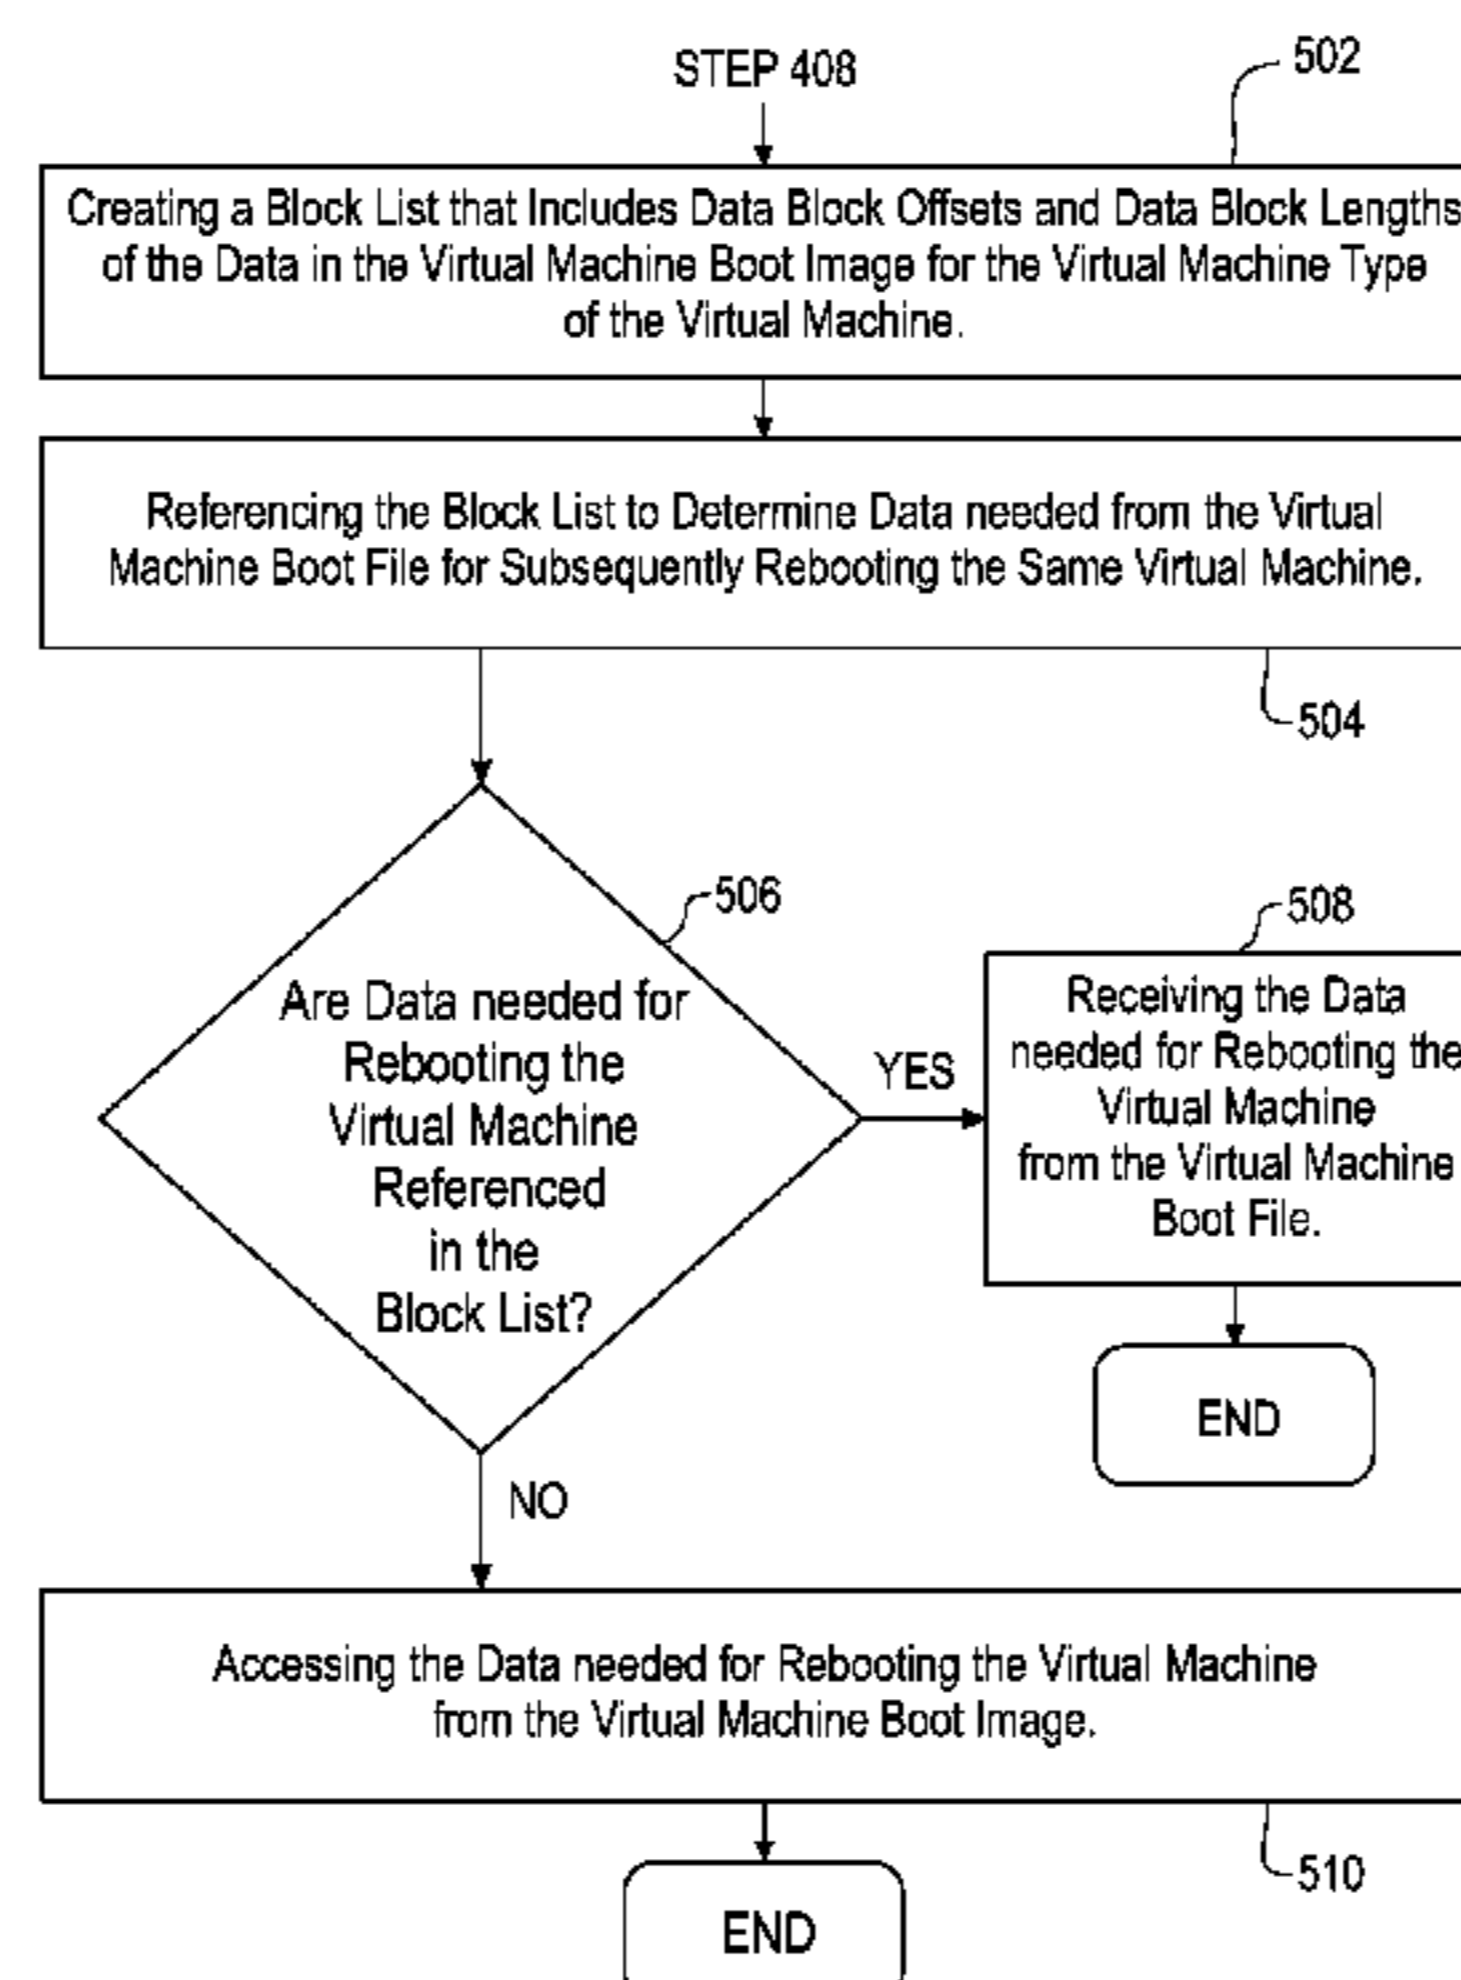 STEP 408
502
Creating a Block List that Includes Data Block Offsets and Data Block Lengths
of the Data in the Virtual Machine Boot Image for the Virtual Machine Type
of the Virtual Machine.
Referencing the Block List to Determine Data needed from the Virtual
Machine Boot File for Subsequently Rebooting the Same Virtual Machine.
504
506
Are Data needed for
Rebooting the
Virtual Machine
Referenced
in the
Block List?
YES
508
Receiving the Data
needed for Rebooting the
Virtual Machine
from the Virtual Machine
Boot File.
END
NO
Accessing the Data needed for Rebooting the Virtual Machine
from the Virtual Machine Boot Image.
510
END